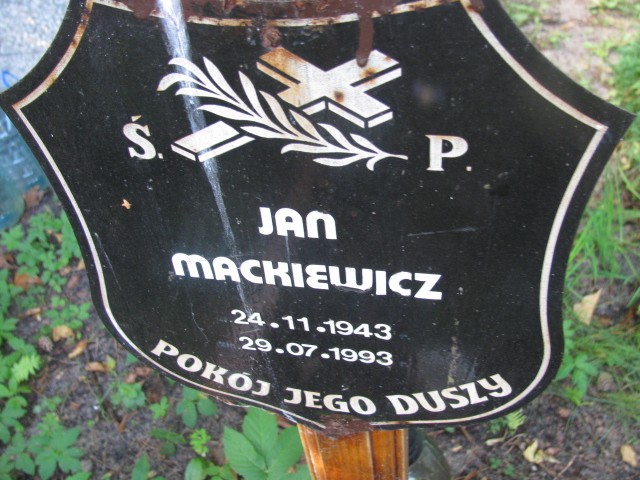 Ś. P.
JAN
MACKIEWICZ
24.11.1943
29.07.1993
POKÓJ JEGO DUSZY